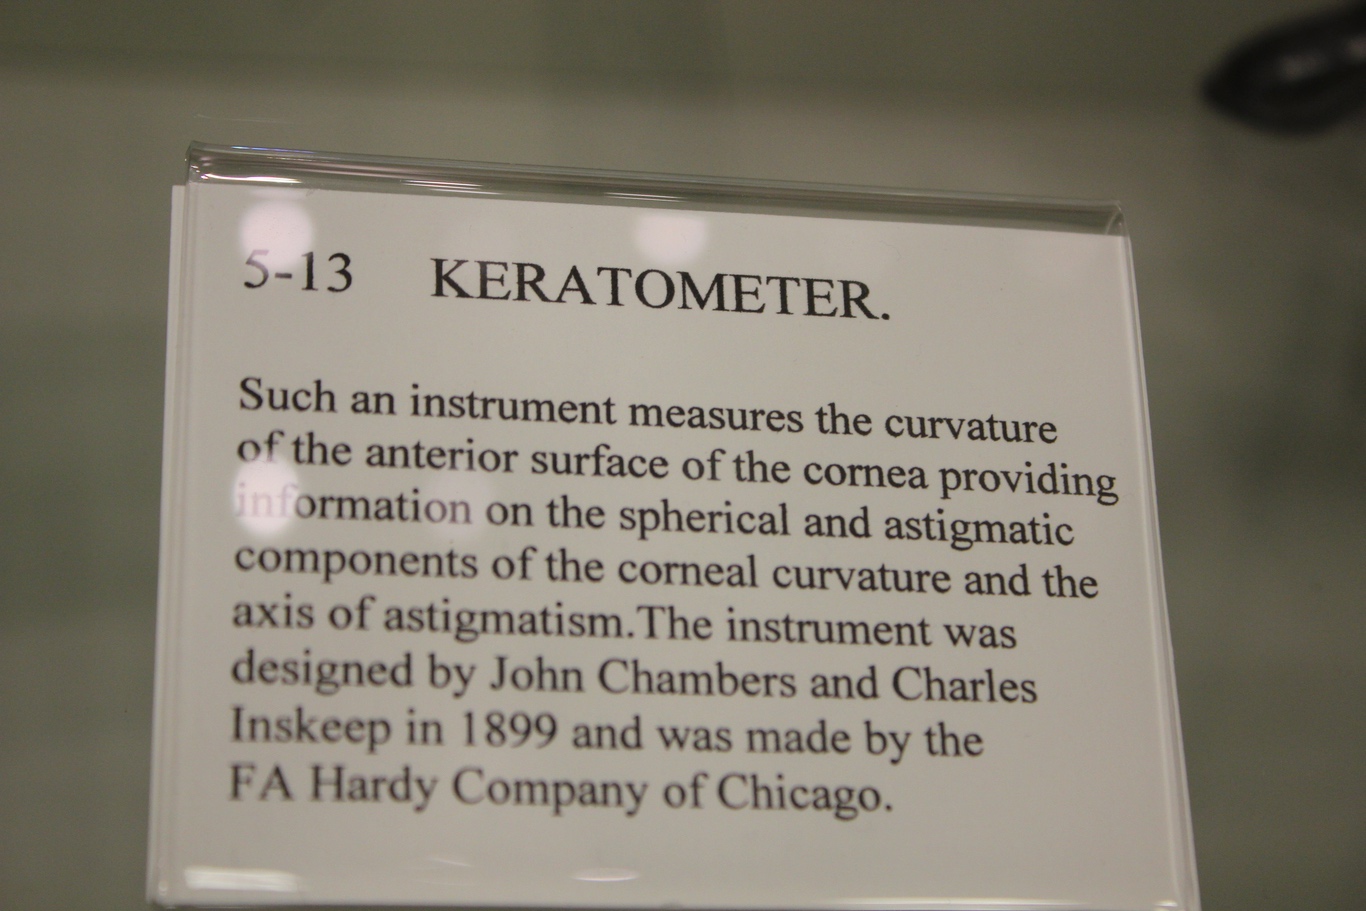 5-13 KERATOMETER.
Such an instrument measures the curvature
of the anterior surface of the cornea providing
information on the spherical and astigmatic
components of the corneal curvature and the
axis of astigmatism.The instrument was
designed by John Chambers and Charles
Inskeep in 1899 and was made by the
FA Hardy Company of Chicago.